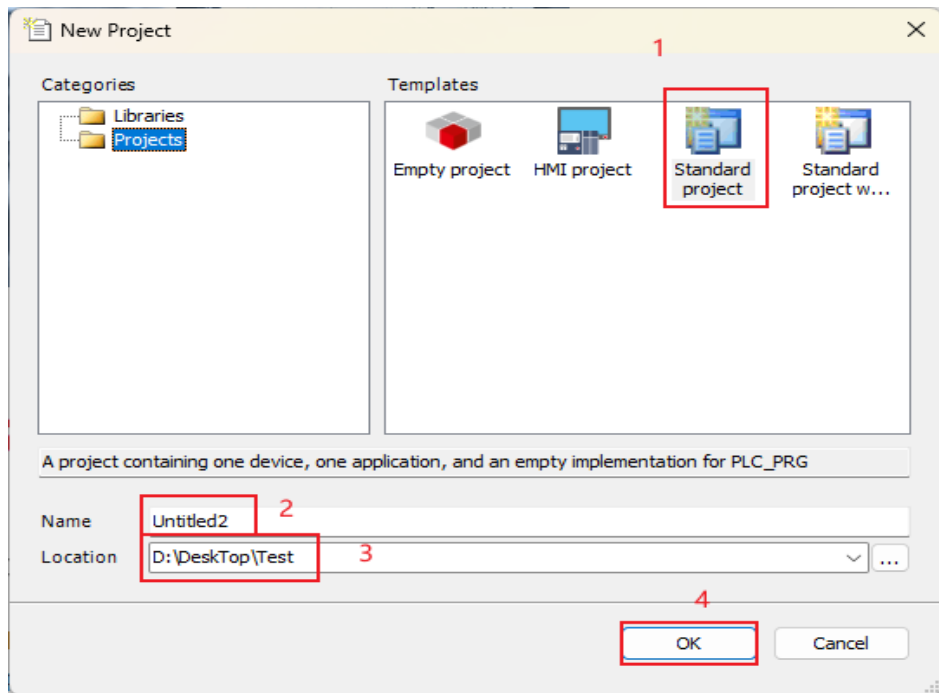 New Project
1
Categories
Templates
Libraries
Projects
Empty project
HMI project
Standard
project
Standard
project w...
A project containing one device, one application, and an empty implementation for PLC_PRG
Name
Untitled2
2
Location
D:\DeskTop\Test
3
...
4
OK
Cancel